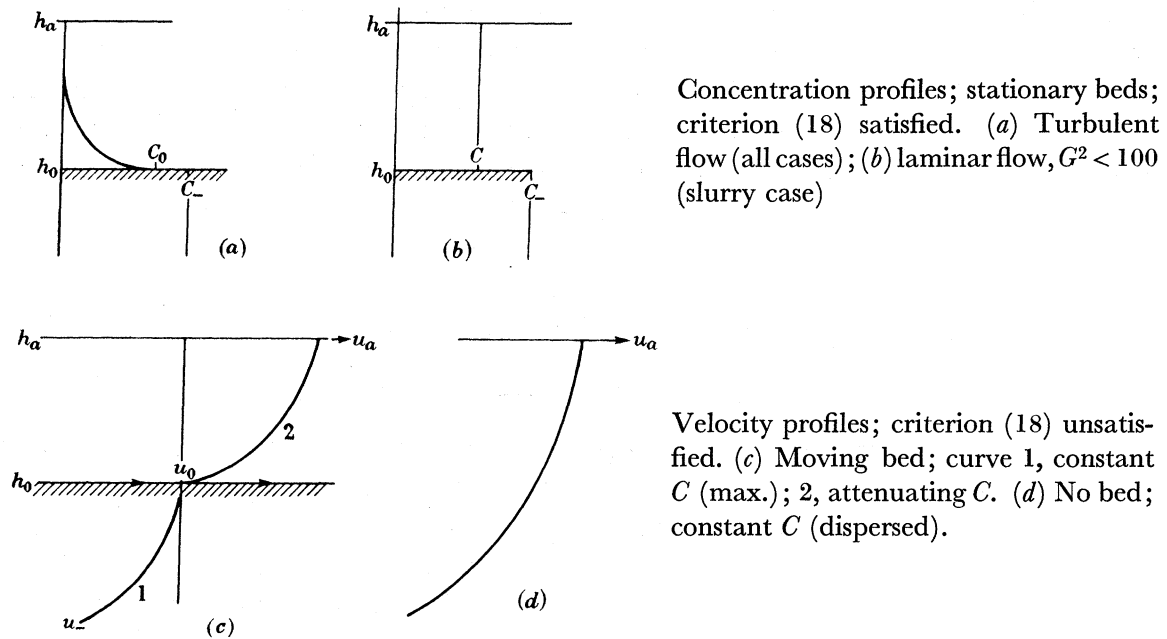 h_a
h_0
C_0
C_-
(a)
h_a
h_0
C
C_-
(b)
Concentration profiles; stationary beds;
criterion (18) satisfied. (a) Turbulent
flow (all cases); (b) laminar flow, G² < 100
(slurry case)
h_a
u_a
2
u_0
h_0
1
u_-
(c)
u_a
(d)
Velocity profiles; criterion (18) unsatis-
fied. (c) Moving bed; curve 1, constant
C (max.); 2, attenuating C. (d) No bed;
constant C (dispersed).